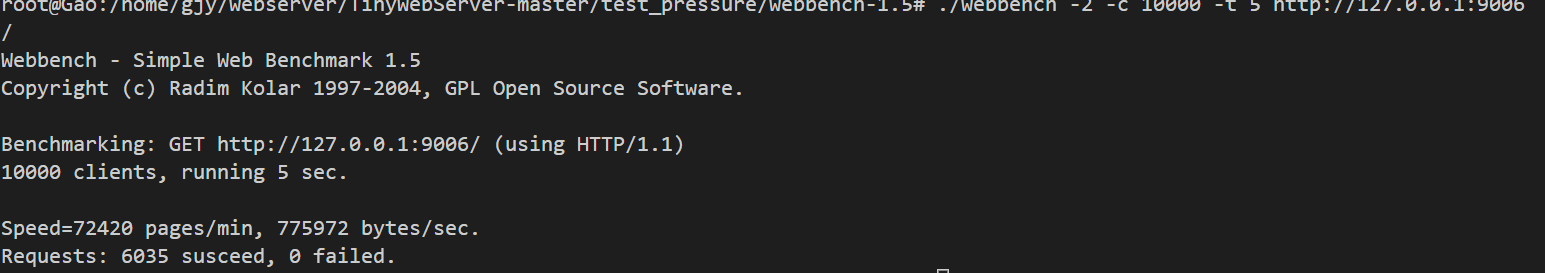 root@Gao:/home/gjy/webserver/TinyWebServer-master/test_pressure/webbench-1.5# ./webbench -2 -c 10000 -t 5 http://127.0.0.1:9006
/
Webbench - Simple Web Benchmark 1.5
Copyright (c) Radim Kolar 1997-2004, GPL Open Source Software.
Benchmarking: GET http://127.0.0.1:9006/ (using HTTP/1.1)
10000 clients, running 5 sec.
Speed=72420 pages/min, 775972 bytes/sec.
Requests: 6035 susceed, 0 failed.